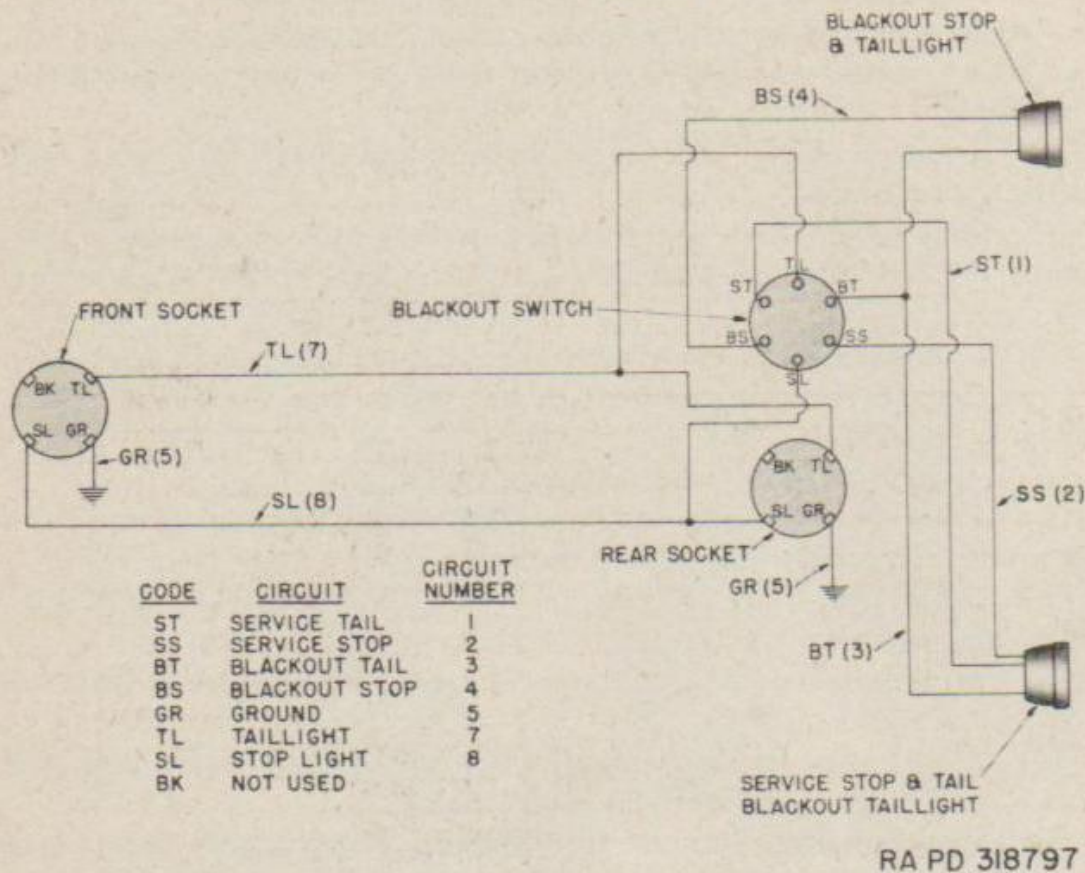 BLACKOUT STOP
& TAILLIGHT
BS (4)
ST (1)
TL
ST
BT
BLACKOUT SWITCH
BS
SS
SL
FRONT SOCKET
TL (7)
BK TL
SL GR
GR (5)
SL (8)
BK TL
SL GR
REAR SOCKET
GR (5)
SS (2)
BT (3)
CODE CIRCUIT CIRCUIT NUMBER
ST SERVICE TAIL 1
SS SERVICE STOP 2
BT BLACKOUT TAIL 3
BS BLACKOUT STOP 4
GR GROUND 5
TL TAILLIGHT 7
SL STOP LIGHT 8
BK NOT USED
SERVICE STOP & TAIL
BLACKOUT TAILLIGHT
RA PD 318797